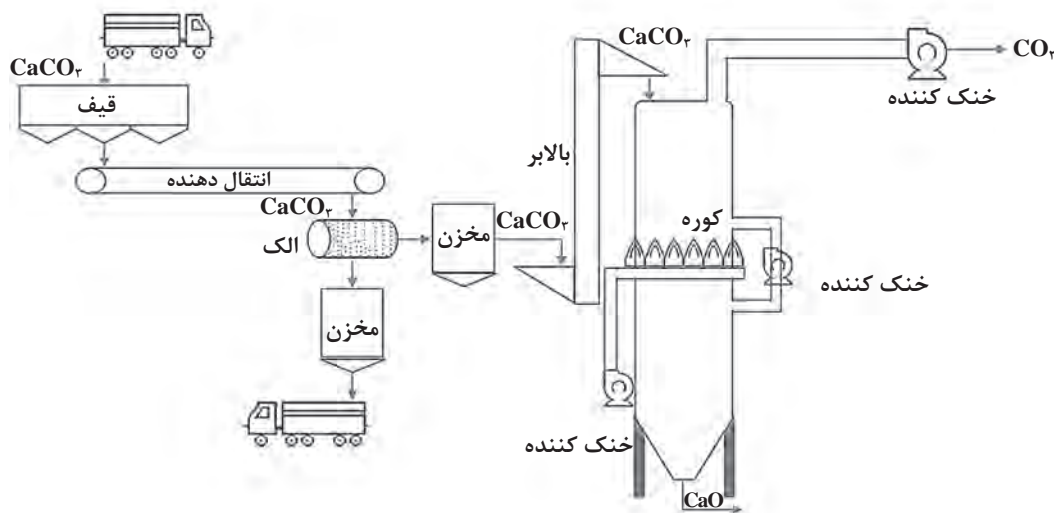 CaCO₃
قیف
انتقال دهنده
CaCO₃
الک
مخزن
مخزن
CaCO₃
بالابر
CaCO₃
CO₂
خنک کننده
کوره
خنک کننده
خنک کننده
CaO